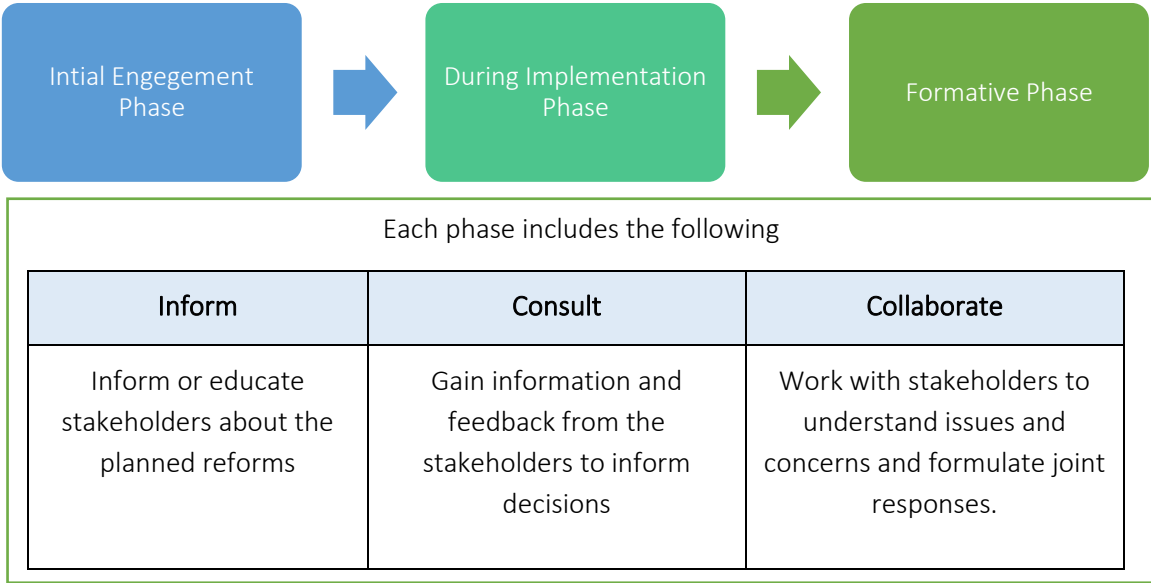 Intial Engegement
Phase
During Implementation
Phase
Formative Phase
Each phase includes the following
Inform
Consult
Collaborate
Inform or educate
stakeholders about the
planned reforms
Gain information and
feedback from the
stakeholders to inform
decisions
Work with stakeholders to
understand issues and
concerns and formulate joint
responses.